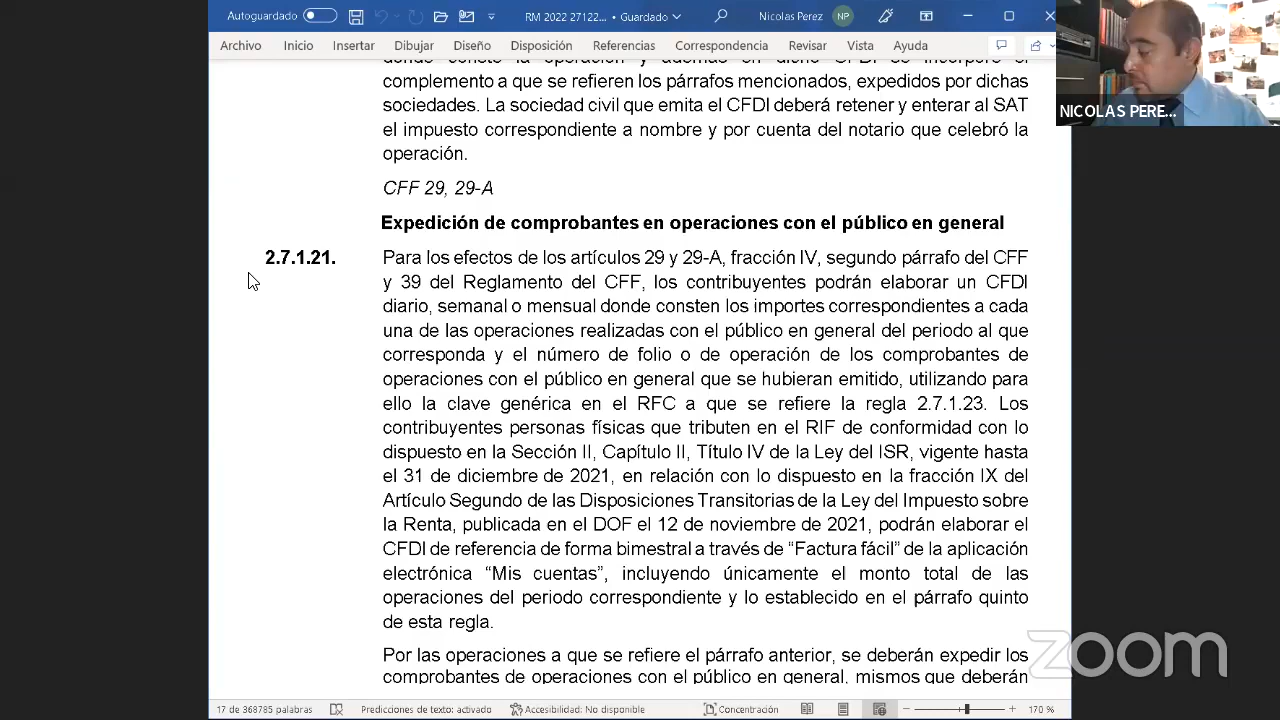 Autoguardado
RM 2022 27122... • Guardado
Nicolas Perez
NP
Archivo Inicio Insertar Dibujar Diseño Disposición Referencias Correspondencia Revisar Vista Ayuda
NICOLAS PERE...
complemento a que se refieren los párrafos mencionados, expedidos por dichas
sociedades. La sociedad civil que emita el CFDI deberá retener y enterar al SAT
el impuesto correspondiente a nombre y por cuenta del notario que celebró la
operación.
CFF 29, 29-A
Expedición de comprobantes en operaciones con el público en general
2.7.1.21. Para los efectos de los artículos 29 y 29-A, fracción IV, segundo párrafo del CFF
y 39 del Reglamento del CFF, los contribuyentes podrán elaborar un CFDI
diario, semanal o mensual donde consten los importes correspondientes a cada
una de las operaciones realizadas con el público en general del periodo al que
corresponda y el número de folio o de operación de los comprobantes de
operaciones con el público en general que se hubieran emitido, utilizando para
ello la clave genérica en el RFC a que se refiere la regla 2.7.1.23. Los
contribuyentes personas físicas que tributen en el RIF de conformidad con lo
dispuesto en la Sección II, Capítulo II, Título IV de la Ley del ISR, vigente hasta
el 31 de diciembre de 2021, en relación con lo dispuesto en la fracción IX del
Artículo Segundo de las Disposiciones Transitorias de la Ley del Impuesto sobre
la Renta, publicada en el DOF el 12 de noviembre de 2021, podrán elaborar el
CFDI de referencia de forma bimestral a través de “Factura fácil” de la aplicación
electrónica “Mis cuentas”, incluyendo únicamente el monto total de las
operaciones del periodo correspondiente y lo establecido en el párrafo quinto
de esta regla.
Por las operaciones a que se refiere el párrafo anterior, se deberán expedir los
comprobantes de operaciones con el público en general, mismos que deberán
zoom
17 de 368785 palabras Predicciones de texto: activado Accesibilidad: No disponible Concentración 170 %